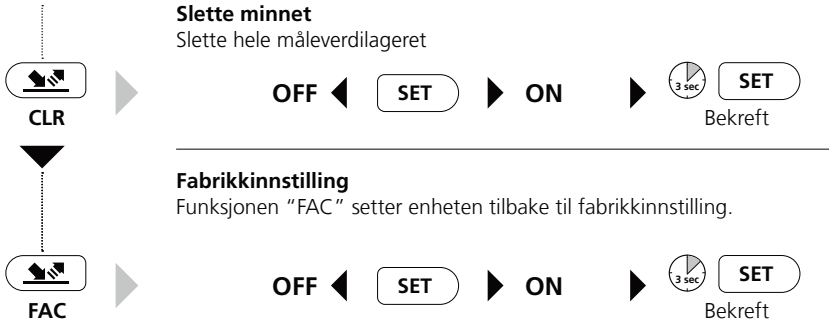 Slette minnet
Slette hele måleverdilageret
CLR
OFF SET ON 3 sec SET
Bekreft
Fabrikkinnstilling
Funksjonen “FAC” setter enheten tilbake til fabrikkinnstilling.
FAC
OFF SET ON 3 sec SET
Bekreft